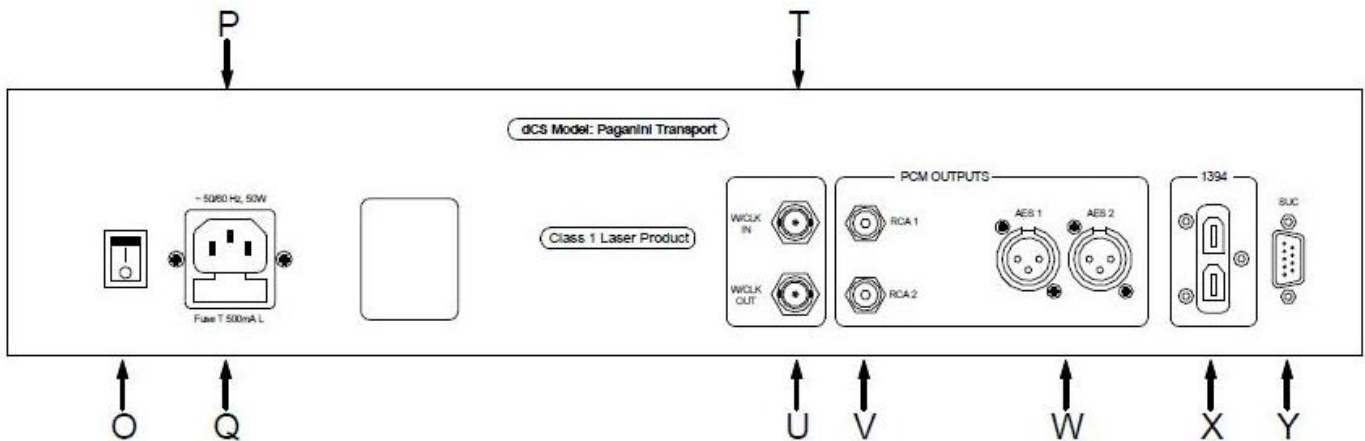 P T
dCS Model: Paganini Transport
~ 50/60 Hz, 50W
Class 1 Laser Product
Fuse T 500mA L
W/CLK
IN
W/CLK
OUT
PCM OUTPUTS
RCA 1
RCA 2
AES 1 AES 2
1394
SUC
O Q U V W X Y